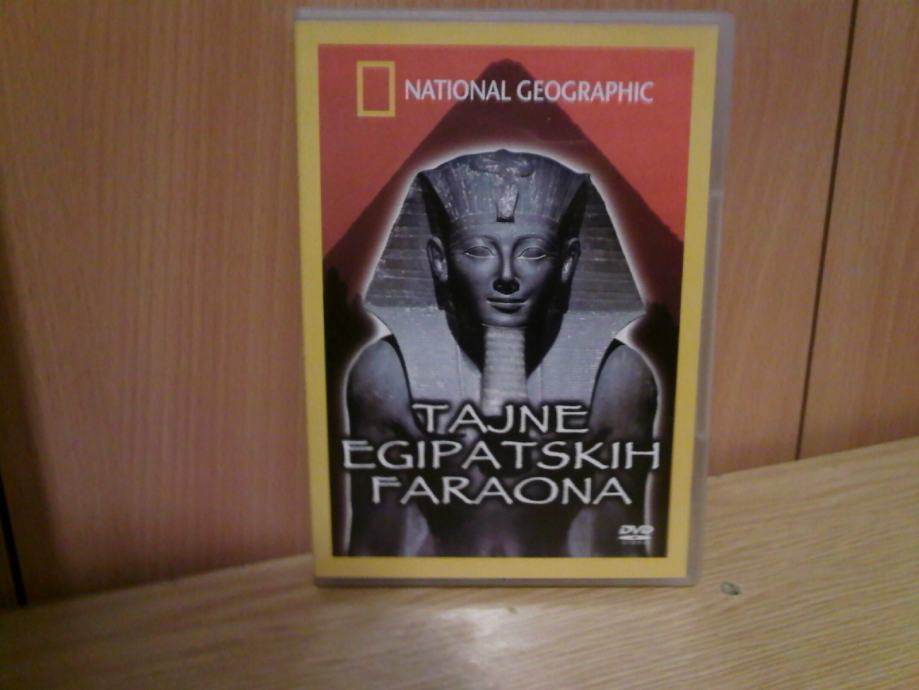 NATIONAL GEOGRAPHIC
TAJNE
EGIPATSKIH
FARAONA
DVD